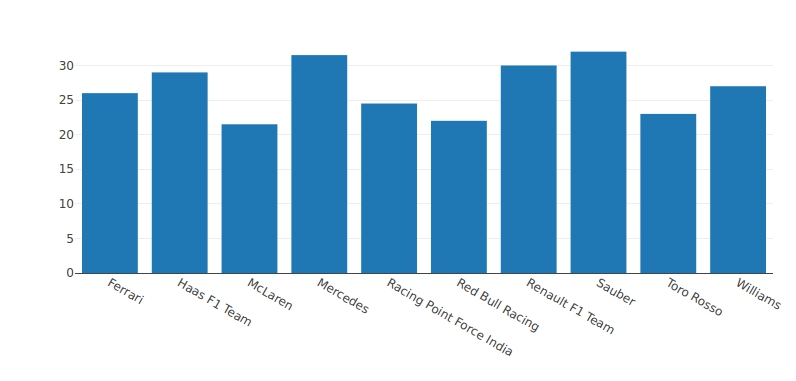 30
25
20
15
10
5
0
Ferrari
Haas F1 Team
McLaren
Mercedes
Racing Point Force India
Red Bull Racing
Renault F1 Team
Sauber
Toro Rosso
Williams